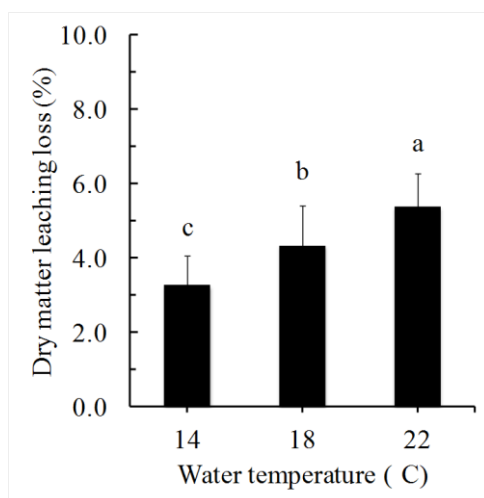 Dry matter leaching loss (%)
10.0
8.0
6.0
4.0
2.0
0.0
c
b
a
14 18 22
Water temperature ( C)